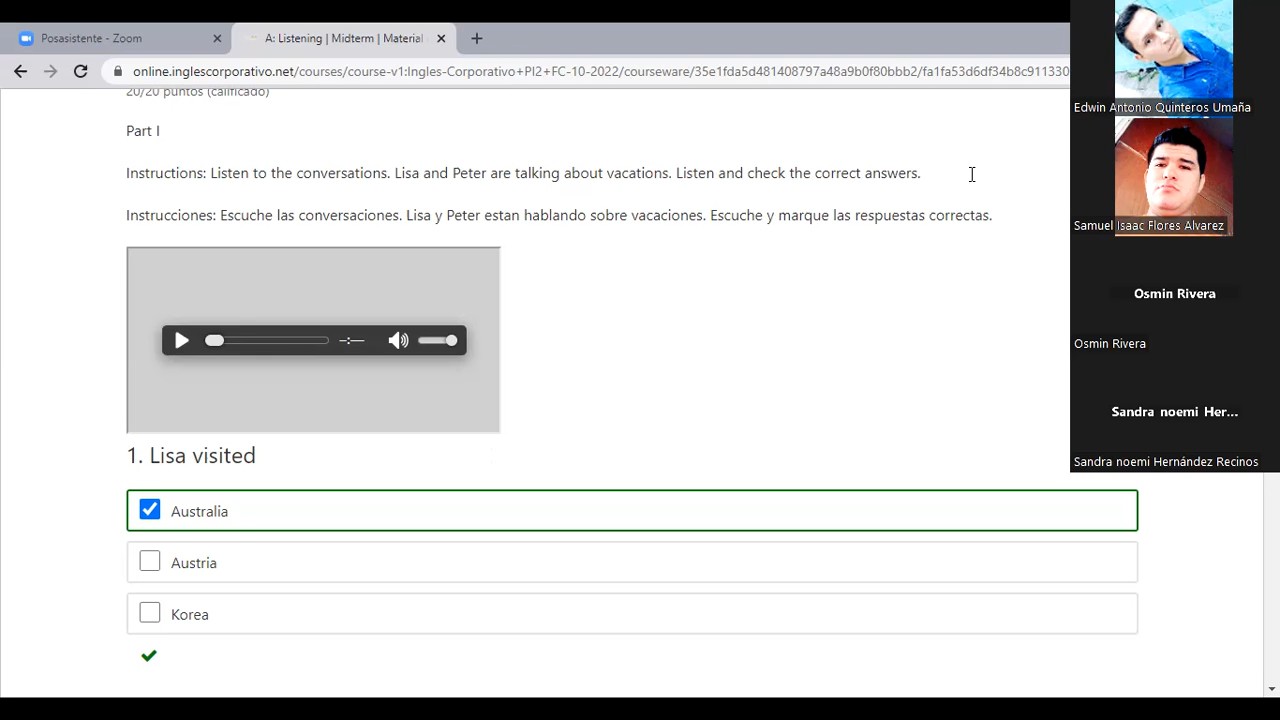 Posasistente - Zoom
A: Listening | Midterm | Material
online.inglescorporativo.net/courses/course-v1:Ingles-Corporativo+PI2+FC-10-2022/courseware/35e1fda5d481408797a48a9b0f80bbb2/fa1fa53d6df34b8c911330
20/20 puntos (calificado)
Part I
Instructions: Listen to the conversations. Lisa and Peter are talking about vacations. Listen and check the correct answers.
Instrucciones: Escuche las conversaciones. Lisa y Peter estan hablando sobre vacaciones. Escuche y marque las respuestas correctas.
-:--
1. Lisa visited
Australia
Austria
Korea
Edwin Antonio Quinteros Umaña
Samuel Isaac Flores Alvarez
Osmin Rivera
Osmin Rivera
Sandra noemi Her...
Sandra noemi Hernández Recinos